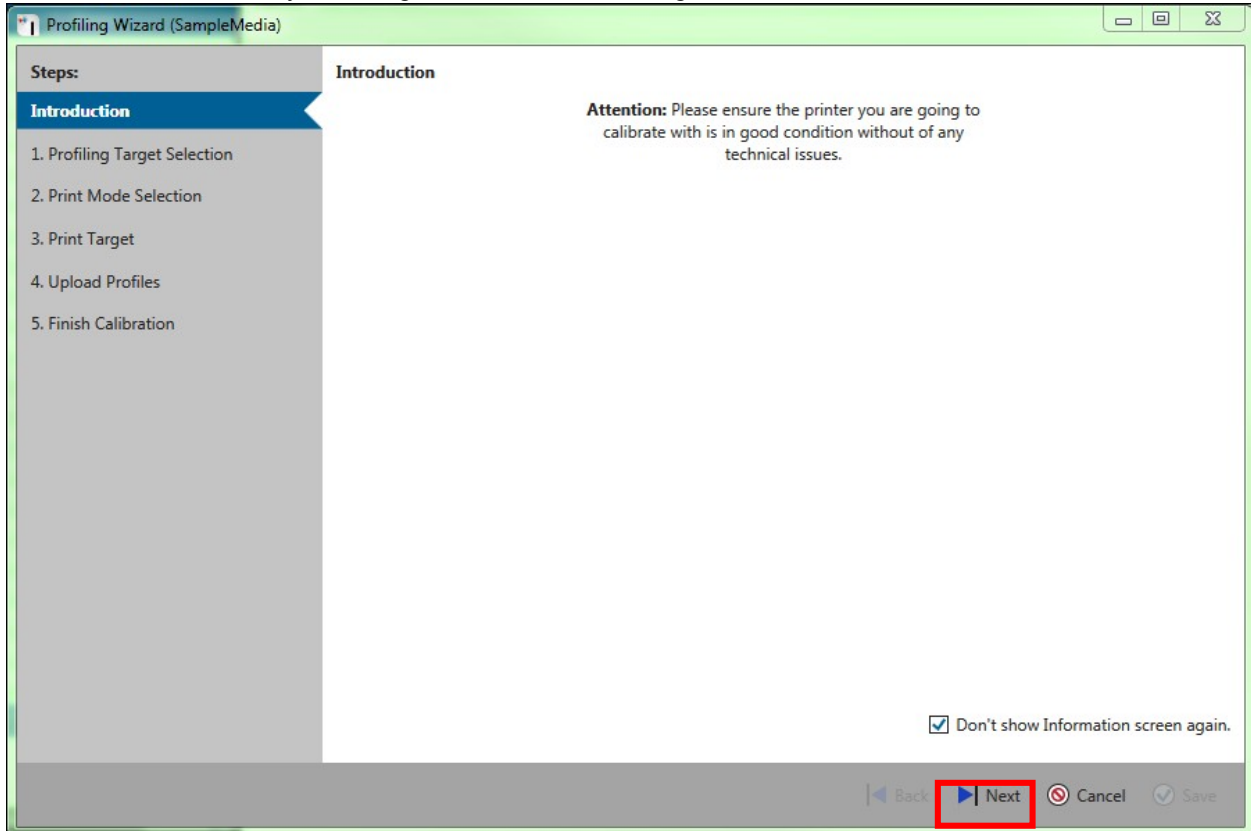 Profiling Wizard (SampleMedia)
Steps:
Introduction
1. Profiling Target Selection
2. Print Mode Selection
3. Print Target
4. Upload Profiles
5. Finish Calibration
Introduction
Attention: Please ensure the printer you are going to
calibrate with is in good condition without of any
technical issues.
Don't show Information screen again.
Back Next Cancel Save